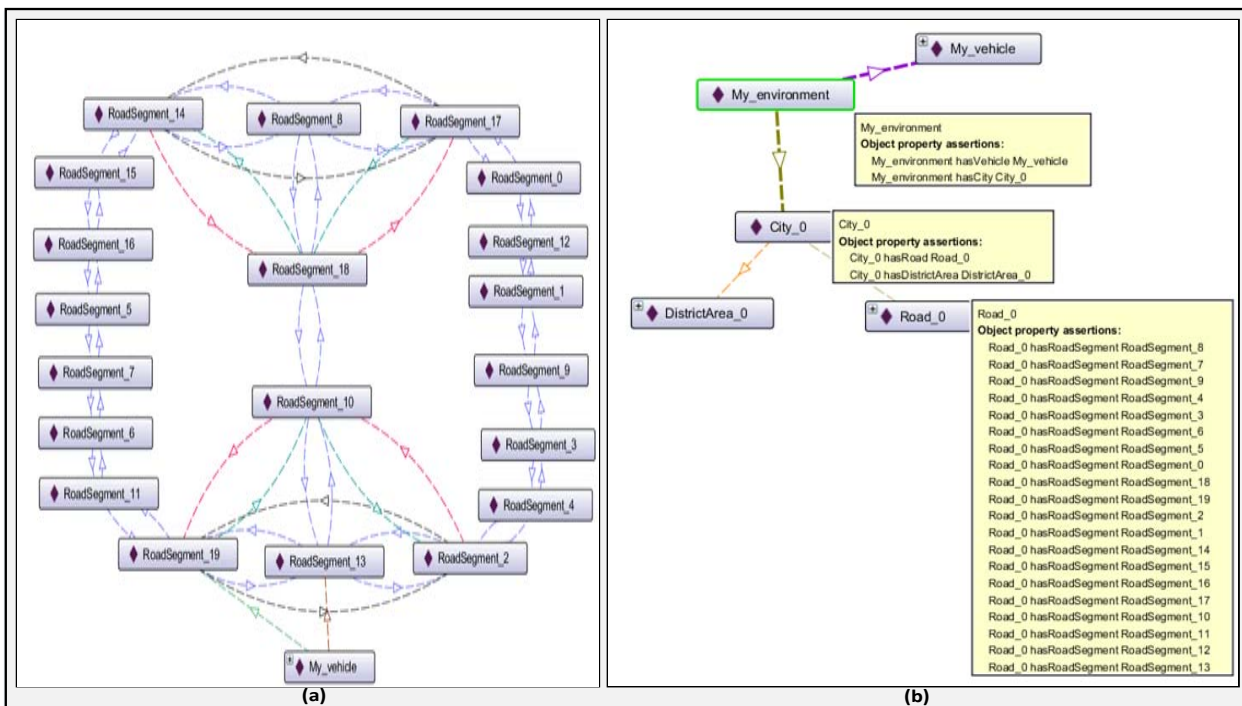 RoadSegment_14
RoadSegment_8
RoadSegment_17
RoadSegment_15
RoadSegment_0
RoadSegment_16
RoadSegment_12
RoadSegment_18
RoadSegment_1
RoadSegment_5
RoadSegment_7
RoadSegment_9
RoadSegment_10
RoadSegment_6
RoadSegment_3
RoadSegment_11
RoadSegment_4
RoadSegment_19
RoadSegment_13
RoadSegment_2
My_vehicle
(a)
My_vehicle
My_environment
My_environment
Object property assertions:
My_environment hasVehicle My_vehicle
My_environment hasCity City_0
City_0
City_0
Object property assertions:
City_0 hasRoad Road_0
City_0 hasDistrictArea DistrictArea_0
DistrictArea_0
Road_0
Road_0
Object property assertions:
Road_0 hasRoadSegment RoadSegment_8
Road_0 hasRoadSegment RoadSegment_7
Road_0 hasRoadSegment RoadSegment_9
Road_0 hasRoadSegment RoadSegment_4
Road_0 hasRoadSegment RoadSegment_3
Road_0 hasRoadSegment RoadSegment_6
Road_0 hasRoadSegment RoadSegment_5
Road_0 hasRoadSegment RoadSegment_0
Road_0 hasRoadSegment RoadSegment_18
Road_0 hasRoadSegment RoadSegment_19
Road_0 hasRoadSegment RoadSegment_2
Road_0 hasRoadSegment RoadSegment_1
Road_0 hasRoadSegment RoadSegment_14
Road_0 hasRoadSegment RoadSegment_15
Road_0 hasRoadSegment RoadSegment_16
Road_0 hasRoadSegment RoadSegment_17
Road_0 hasRoadSegment RoadSegment_10
Road_0 hasRoadSegment RoadSegment_11
Road_0 hasRoadSegment RoadSegment_12
Road_0 hasRoadSegment RoadSegment_13
(b)